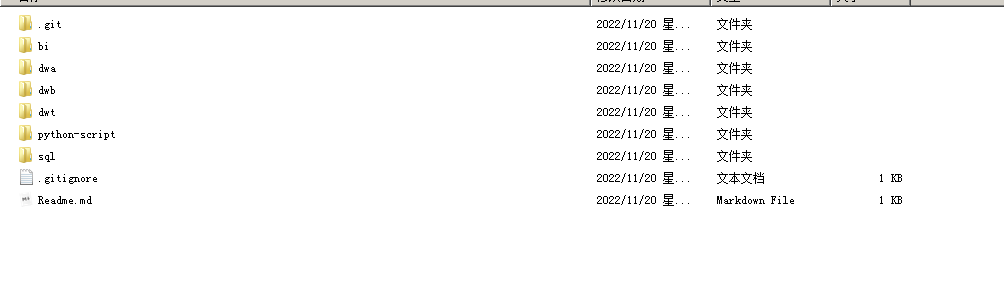 .git 2022/11/20 星... 文件夹
bi 2022/11/20 星... 文件夹
dwa 2022/11/20 星... 文件夹
dwb 2022/11/20 星... 文件夹
dwt 2022/11/20 星... 文件夹
python-script 2022/11/20 星... 文件夹
sql 2022/11/20 星... 文件夹
.gitignore 2022/11/20 星... 文本文档 1 KB
Readme.md 2022/11/20 星... Markdown File 1 KB